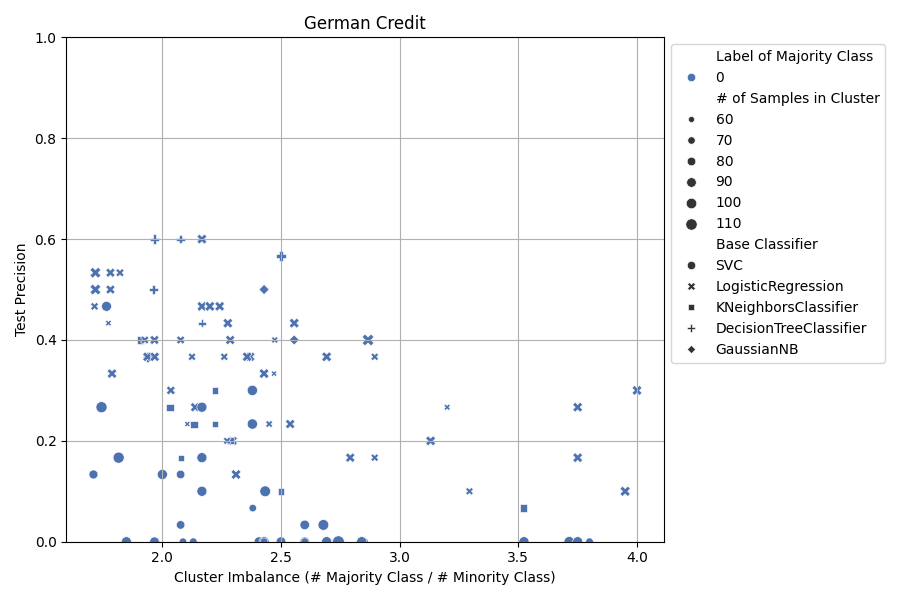 German Credit
1.0
0.8
0.6
0.4
0.2
0.0
Test Precision
2.0
2.5
3.0
3.5
4.0
Cluster Imbalance (# Majority Class / # Minority Class)
Label of Majority Class
0
# of Samples in Cluster
60
70
80
90
100
110
Base Classifier
SVC
LogisticRegression
KNeighborsClassifier
DecisionTreeClassifier
GaussianNB